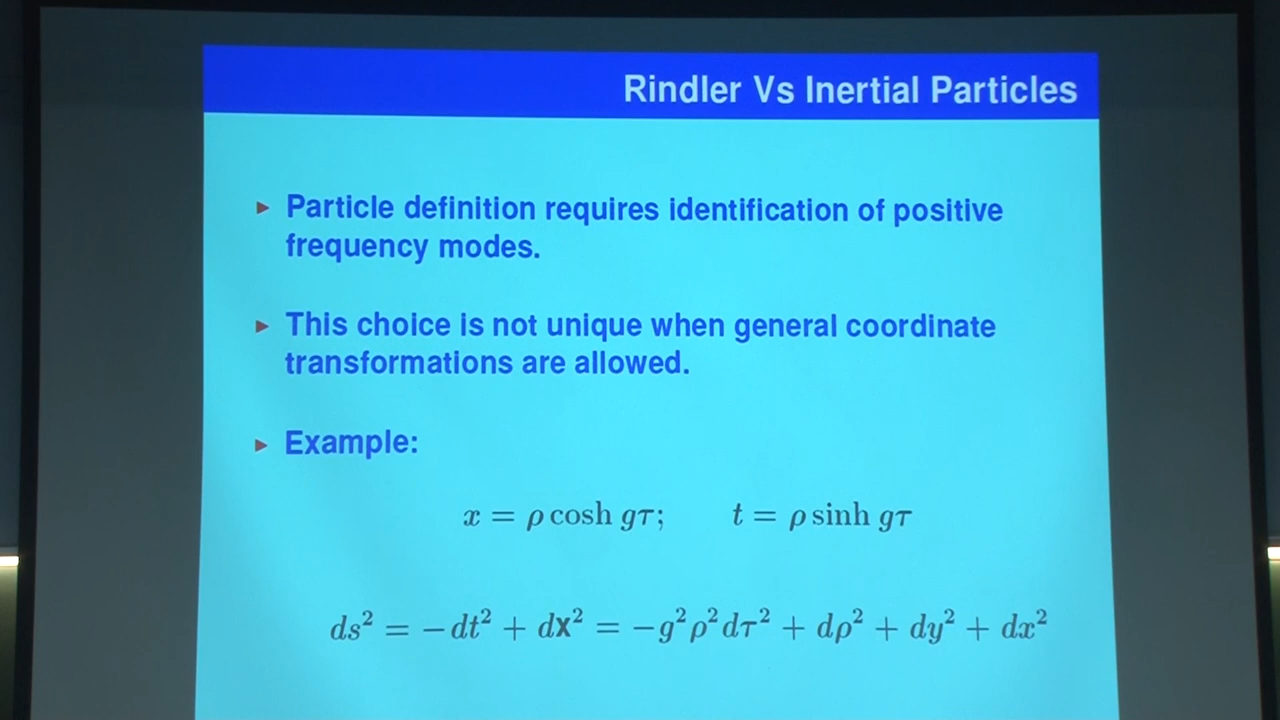 Rindler Vs Inertial Particles
▸ Particle definition requires identification of positive
frequency modes.
▸ This choice is not unique when general coordinate
transformations are allowed.
▸ Example:
x = ρ cosh gτ; t = ρ sinh gτ
ds² = −dt² + d𝐱² = −g²ρ²dτ² + dρ² + dy² + dx²